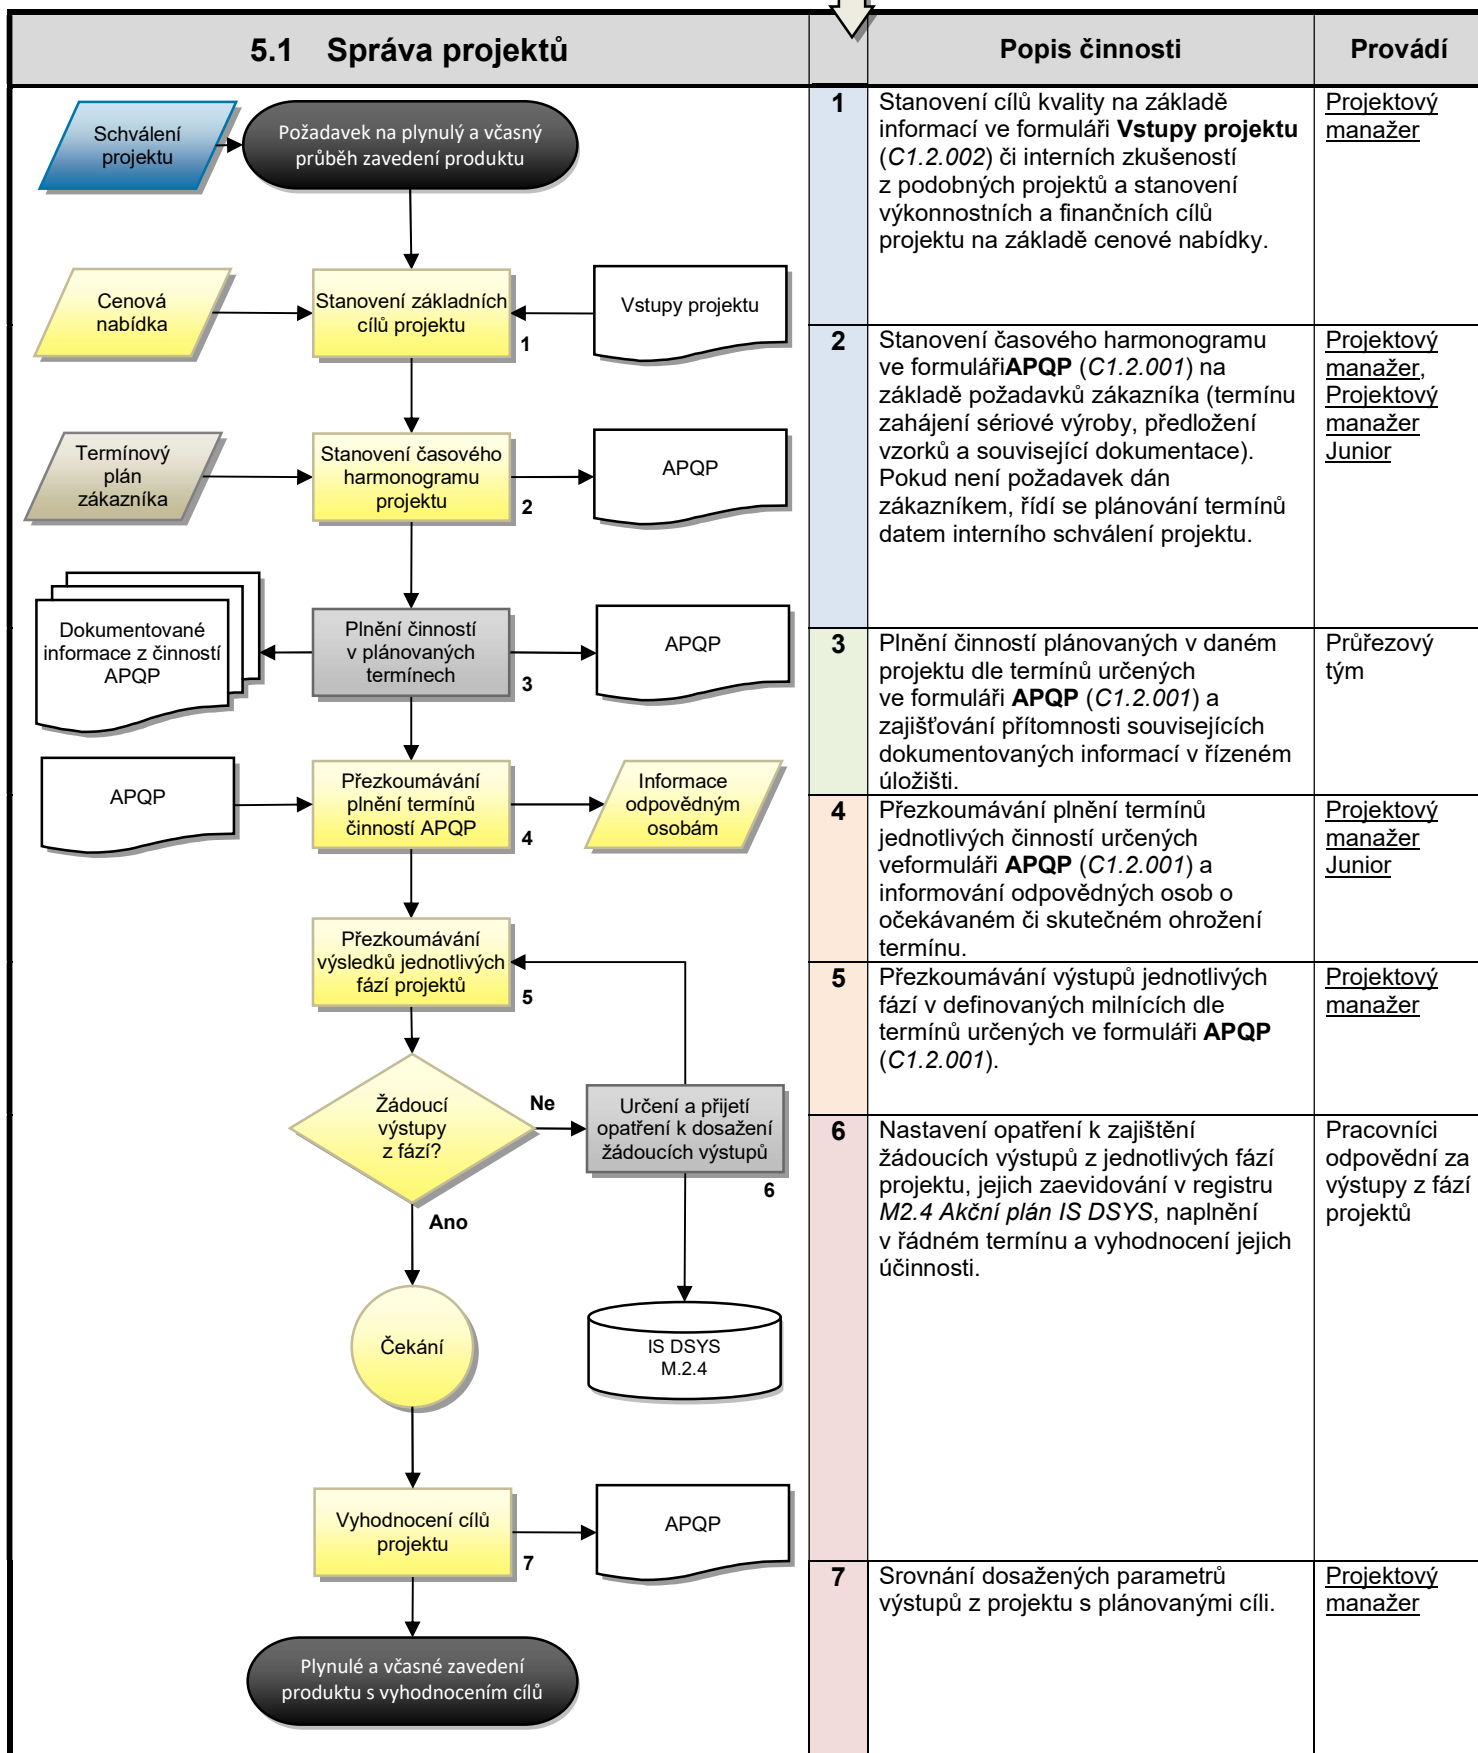 5.1 Správa projektů
Popis činnosti
Provádí
Schválení
projektu
Požadavek na plynulý a včasný
průběh zavedení produktu
Cenová
nabídka
Stanovení základních
cílů projektu
1
Vstupy projektu
Termínový
plán
zákazníka
Stanovení časového
harmonogramu
projektu
2
APQP
Dokumentované
informace z činností
APQP
Plnění činností
v plánovaných
termínech
3
APQP
APQP
Přezkoumávání
plnění termínů
činností APQP
4
Informace
odpovědným
osobám
Přezkoumávání
výsledků jednotlivých
fází projektů
5
Žádoucí
výstupy
z fází?
Ne
Určení a přijetí
opatření k dosažení
žádoucích výstupů
6
Ano
Čekání
IS DSYS
M.2.4
Vyhodnocení cílů
projektu
7
APQP
Plynulé a včasné zavedení
produktu s vyhodnocením cílů
1
Stanovení cílů kvality na základě
informací ve formuláři Vstupy projektu
(C1.2.002) či interních zkušeností
z podobných projektů a stanovení
výkonnostních a finančních cílů
projektu na základě cenové nabídky.
Projektový
manažer
2
Stanovení časového harmonogramu
ve formulářiAPQP (C1.2.001) na
základě požadavků zákazníka (termínu
zahájení sériové výroby, předložení
vzorků a související dokumentace).
Pokud není požadavek dán
zákazníkem, řídí se plánování termínů
datem interního schválení projektu.
Projektový
manažer,
Projektový
manažer
Junior
3
Plnění činností plánovaných v daném
projektu dle termínů určených
ve formuláři APQP (C1.2.001) a
zajišťování přítomnosti souvisejících
dokumentovaných informací v řízeném
úložišti.
Průřezový
tým
4
Přezkoumávání plnění termínů
jednotlivých činností určených
veformuláři APQP (C1.2.001) a
informování odpovědných osob o
očekávaném či skutečném ohrožení
termínu.
Projektový
manažer
Junior
5
Přezkoumávání výstupů jednotlivých
fází v definovaných milnících dle
termínů určených ve formuláři APQP
(C1.2.001).
Projektový
manažer
6
Nastavení opatření k zajištění
žádoucích výstupů z jednotlivých fází
projektu, jejich zaevidování v registru
M2.4 Akční plán IS DSYS, naplnění
v řádném termínu a vyhodnocení jejich
účinnosti.
Pracovníci
odpovědní za
výstupy z fází
projektů
7
Srovnání dosažených parametrů
výstupů z projektu s plánovanými cíli.
Projektový
manažer